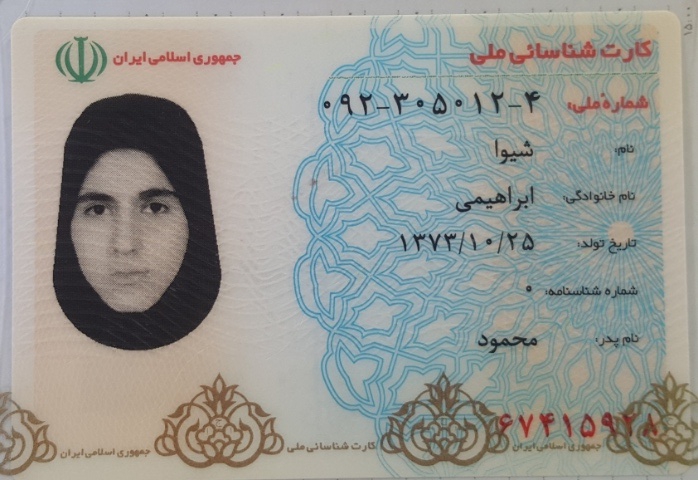 جمهوری اسلامی ایران
کارت شناسائی ملی
شماره ملی: ۰۹۲-۳۰۵۰۱۲-۴
نام: شیوا
نام خانوادگی: ابراهیمی
تاریخ تولد: ۱۳۷۳/۱۰/۲۵
شماره شناسنامه: ۰
نام پدر: محمود
۶۷۴۱۵۹۲۸
جمهوری اسلامی ایران
کارت شناسائی ملی
جمهوری اسلامی ایران